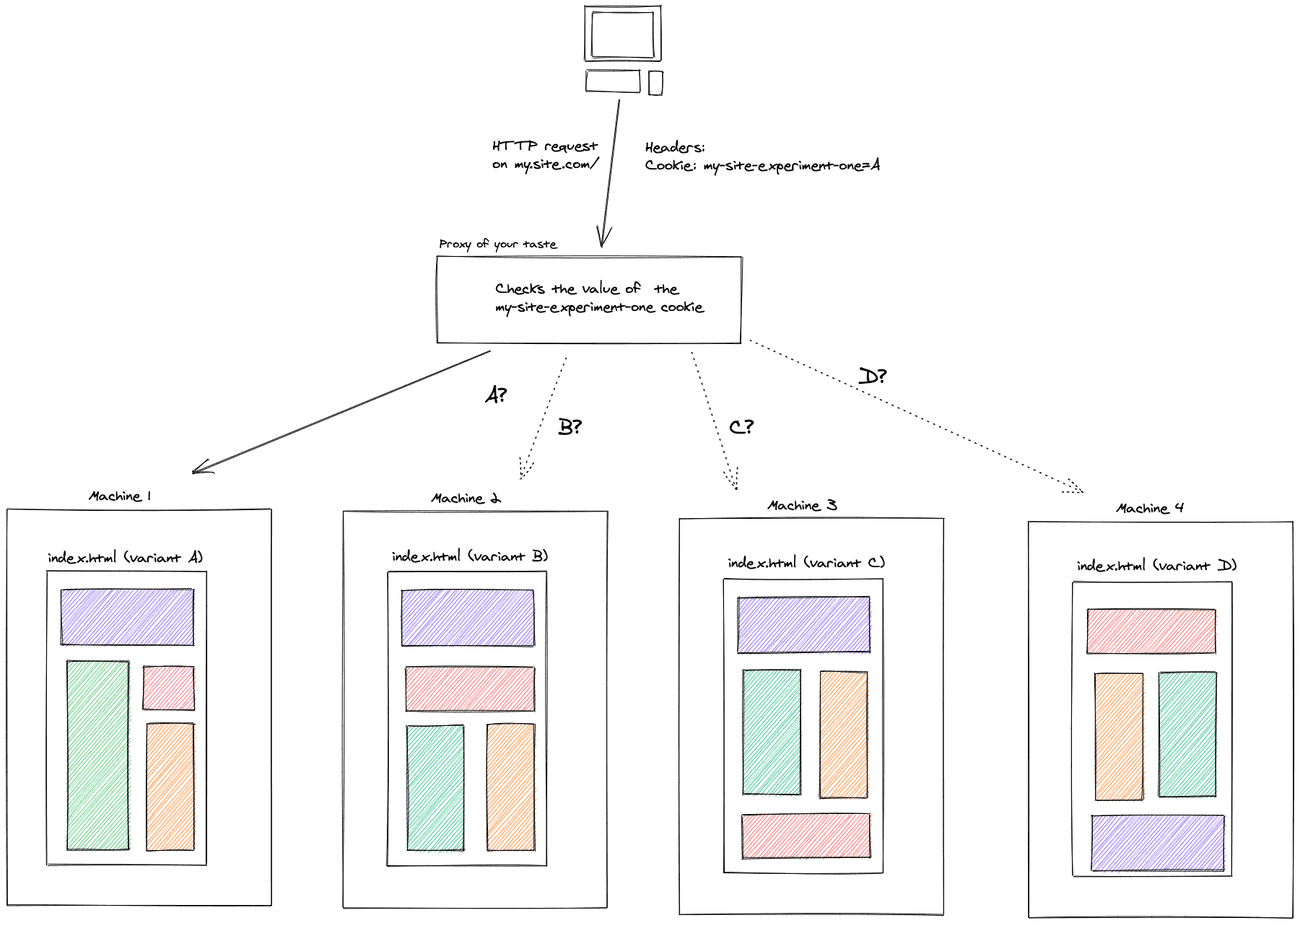 HTTP request
on my.site.com/
Headers:
Cookie: my-site-experiment-one=A
Proxy of your taste
Checks the value of the
my-site-experiment-one cookie
A?
B?
C?
D?
Machine 1
index.html (variant A)
Machine 2
index.html (variant B)
Machine 3
index.html (variant C)
Machine 4
index.html (variant D)